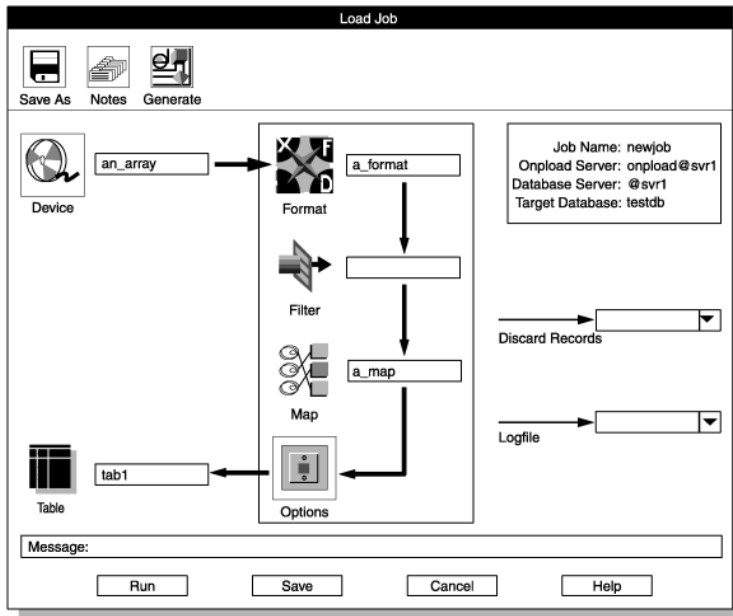 Load Job
Save As
Notes
Generate
Device
an_array
X F D
Format
a_format
Filter
Map
a_map
Options
Table
tab1
Job Name: newjob
Onpload Server: onpload@svr1
Database Server: @svr1
Target Database: testdb
Discard Records
Logfile
Message:
Run
Save
Cancel
Help